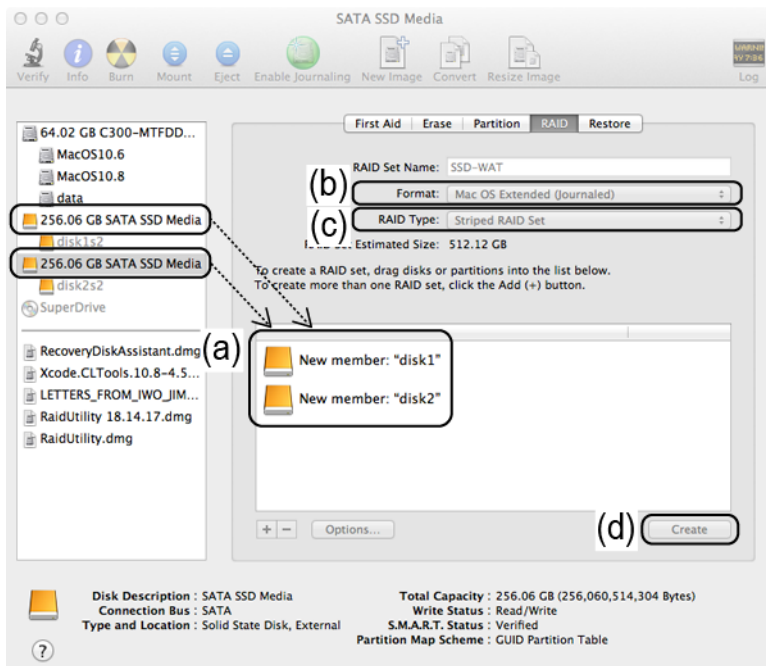 SATA SSD Media
Verify Info Burn Mount Eject Enable Journaling New Image Convert Resize Image Log
First Aid Erase Partition RAID Restore
64.02 GB C300-MTFDD...
MacOS10.6
MacOS10.8
data
256.06 GB SATA SSD Media
disk1s2
256.06 GB SATA SSD Media
disk2s2
SuperDrive
RecoveryDiskAssistant.dmg
Xcode.CLTools.10.8-4.5...
LETTERS_FROM_IWO_JIM...
RaidUtility 18.14.17.dmg
RaidUtility.dmg
RAID Set Name: SSD-WAT
(b) Format: Mac OS Extended (Journaled)
(c) RAID Type: Striped RAID Set
Estimated Size: 512.12 GB
To create a RAID set, drag disks or partitions into the list below.
To create more than one RAID set, click the Add (+) button.
(a)
New member: "disk1"
New member: "disk2"
+ − Options... (d) Create
Disk Description : SATA SSD Media
Connection Bus : SATA
Type and Location : Solid State Disk, External
Total Capacity : 256.06 GB (256,060,514,304 Bytes)
Write Status : Read/Write
S.M.A.R.T. Status : Verified
Partition Map Scheme : GUID Partition Table
?